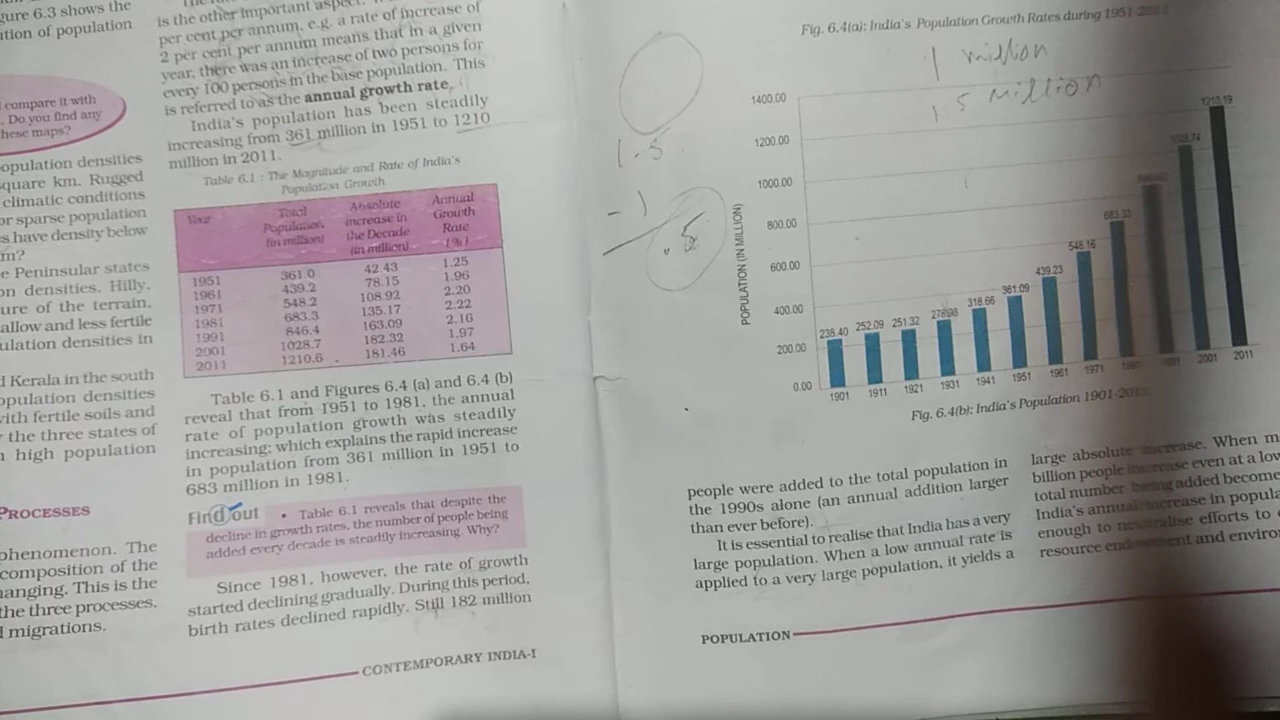 gure 6.3 shows the
ition of population
compare it with
. Do you find any
hese maps?
opulation densities
square km. Rugged
climatic conditions
or sparse population
s have density below
m?
e Peninsular states
on densities. Hilly,
ure of the terrain,
allow and less fertile
ulation densities in
d Kerala in the south
opulation densities
with fertile soils and
the three states of
high population
PROCESSES
phenomenon. The
composition of the
hanging. This is the
the three processes,
migrations.
is the other important aspect.
per cent per annum, e.g. a rate of increase of
2 per cent per annum means that in a given
year, there was an increase of two persons for
every 100 persons in the base population. This
is referred to as the annual growth rate.
India's population has been steadily
increasing from 361 million in 1951 to 1210
million in 2011.
Table 6.1 : The Magnitude and Rate of India's
Population Growth
Year Total Population (in million) Absolute increase in the Decade (in million) Annual Growth Rate (%)
1951 361.0 42.43 1.25
1961 439.2 78.15 1.96
1971 548.2 108.92 2.20
1981 683.3 135.17 2.22
1991 846.4 163.09 2.16
2001 1028.7 182.32 1.97
2011 1210.6 181.46 1.64
Table 6.1 and Figures 6.4 (a) and 6.4 (b)
reveal that from 1951 to 1981, the annual
rate of population growth was steadily
increasing; which explains the rapid increase
in population from 361 million in 1951 to
683 million in 1981.
Find out • Table 6.1 reveals that despite the
decline in growth rates, the number of people being
added every decade is steadily increasing. Why?
Since 1981, however, the rate of growth
started declining gradually. During this period,
birth rates declined rapidly. Still 182 million
CONTEMPORARY INDIA-I
1.5
-1
.5
Fig. 6.4(a): India's Population Growth Rates during 1951-
1 million
1 5 million
POPULATION (IN MILLION)
1400.00
1200.00
1000.00
800.00
600.00
400.00
200.00
0.00
238.40 252.09 251.32 278.98 318.66 361.09 439.23 548.16 683.33 1210.19
1901 1911 1921 1931 1941 1951 1961 1971 2001 2011
Fig. 6.4(b): India's Population 1901-
people were added to the total population in
the 1990s alone (an annual addition larger
than ever before).
It is essential to realise that India has a very
large population. When a low annual rate is
applied to a very large population, it yields a
large absolute increase. When m
billion people increase even at a low
total number being added become
India's annual increase in popula
enough to neutralise efforts to
resource endowment and enviro
POPULATION